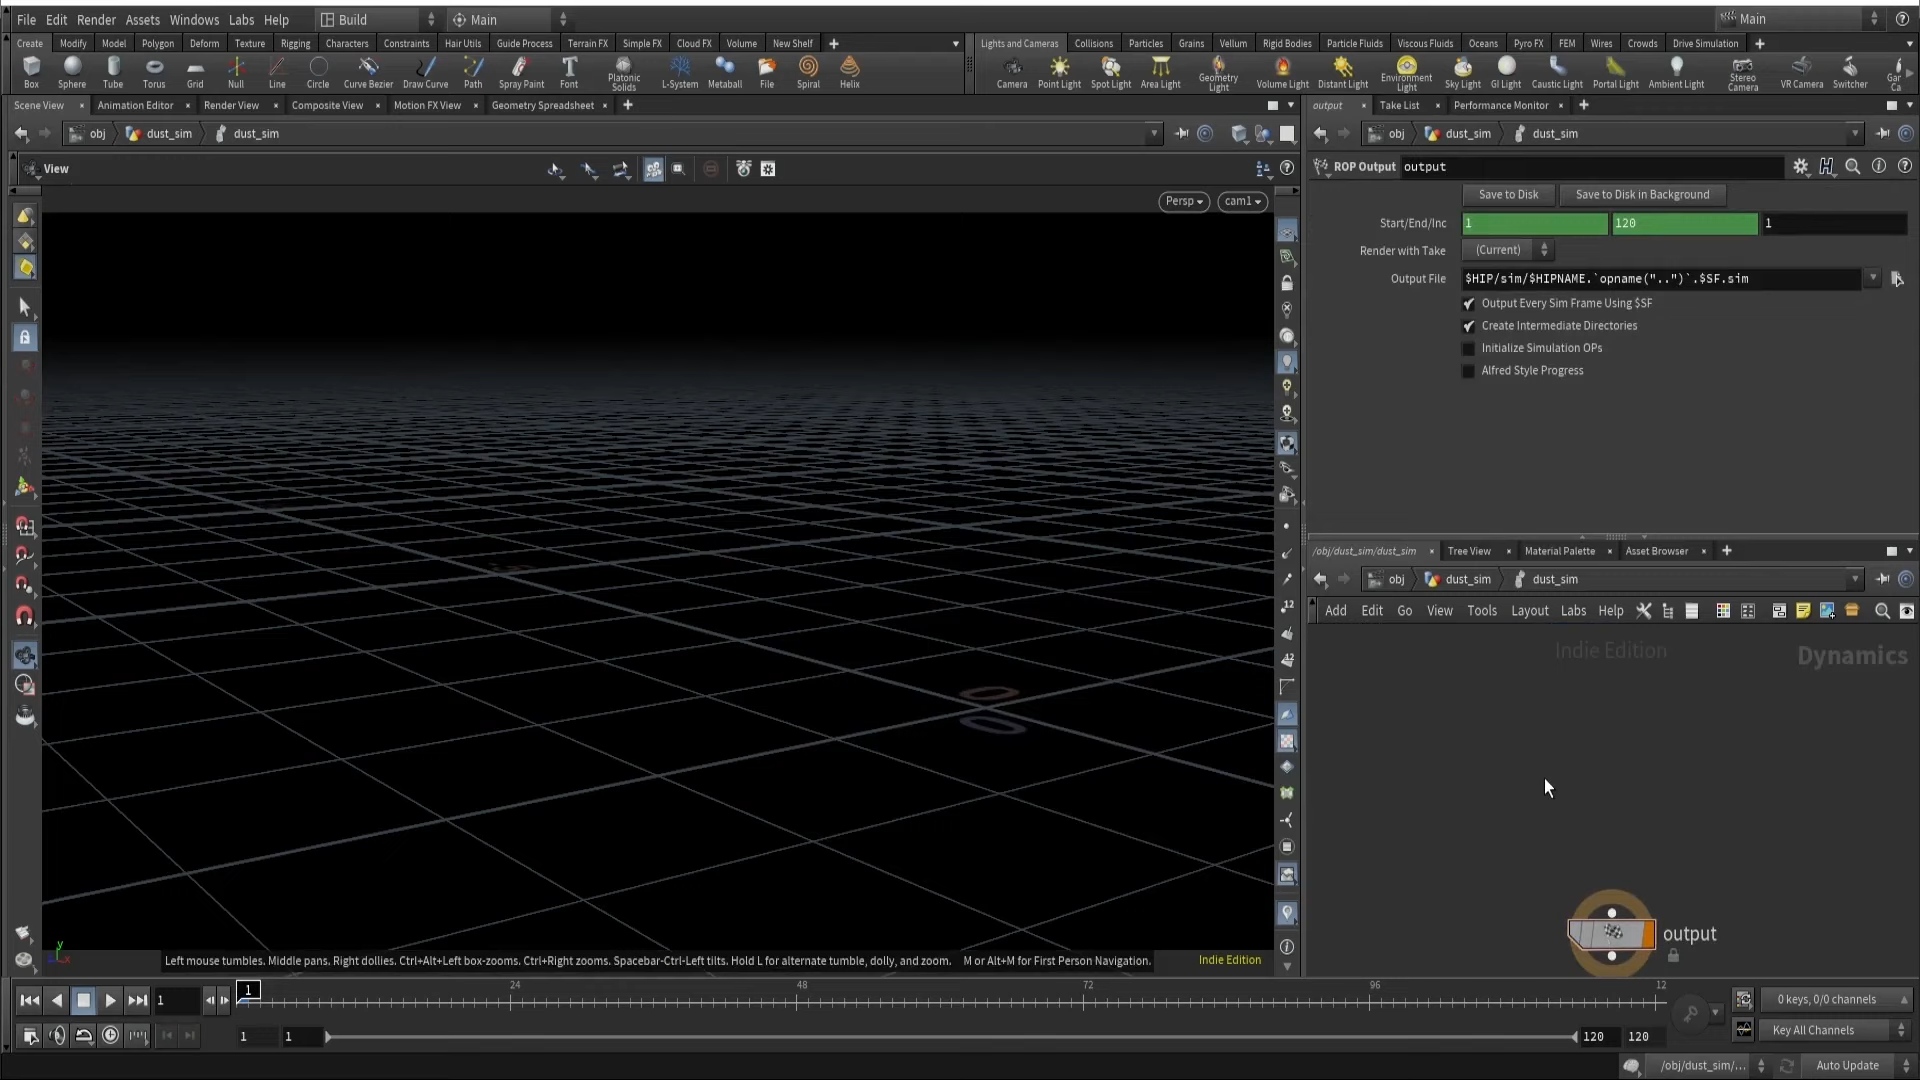 File Edit Render Assets Windows Labs Help Build Main Main
Create Modify Model Polygon Deform Texture Rigging Characters Constraints Hair Utils Guide Process Terrain FX Simple FX Cloud FX Volume New Shelf
Lights and Cameras Collisions Particles Grains Vellum Rigid Bodies Particle Fluids Viscous Fluids Oceans Pyro FX FEM Wires Crowds Drive Simulation
Box Sphere Tube Torus Grid Null Line Circle Curve Bezier Draw Curve Path Spray Paint Font Platonic Solids L-System Metaball File Spiral Helix
Camera Point Light Spot Light Area Light Geometry Light Volume Light Distant Light Environment Light Sky Light GI Light Caustic Light Portal Light Ambient Light Stereo Camera VR Camera Switcher Gar Ca
Scene View Animation Editor Render View Composite View Motion FX View Geometry Spreadsheet
output Take List Performance Monitor
obj dust_sim dust_sim
obj dust_sim dust_sim
View
ROP Output output
Save to Disk Save to Disk in Background
Persp cam1
Start/End/Inc 1 120 1
Render with Take (Current)
Output File $HIP/sim/$HIPNAME.`opname("..")`.$SF.sim
Output Every Sim Frame Using $SF
Create Intermediate Directories
Initialize Simulation OPs
Alfred Style Progress
/obj/dust_sim/dust_sim Tree View Material Palette Asset Browser
obj dust_sim dust_sim
Add Edit Go View Tools Layout Labs Help
Indie Edition Dynamics
12
12
0
0
output
y
x
Left mouse tumbles. Middle pans. Right dollies. Ctrl+Alt+Left box-zooms. Ctrl+Right zooms. Spacebar-Ctrl-Left tilts. Hold L for alternate tumble, dolly, and zoom. M or Alt+M for First Person Navigation. Indie Edition
1 1 24 48 72 96 12
0 keys, 0/0 channels
1 1 120 120 Key All Channels
/obj/dust_sim/... Auto Update